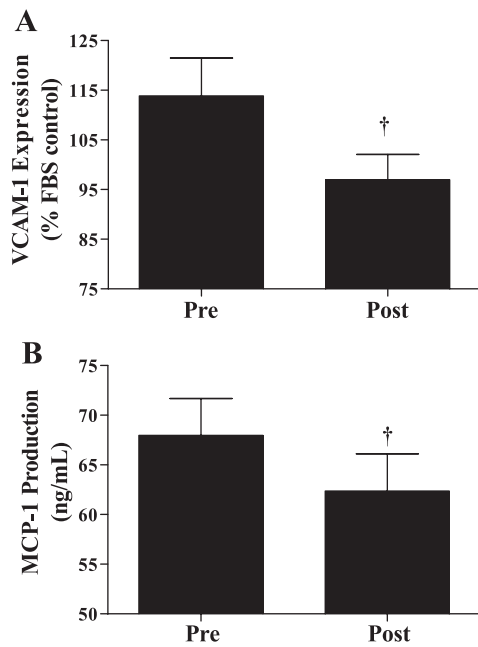 A
VCAM-1 Expression
(% FBS control)
125
115
105
95
85
75
†
Pre
Post
B
MCP-1 Production
(ng/mL)
75
70
65
60
55
50
†
Pre
Post